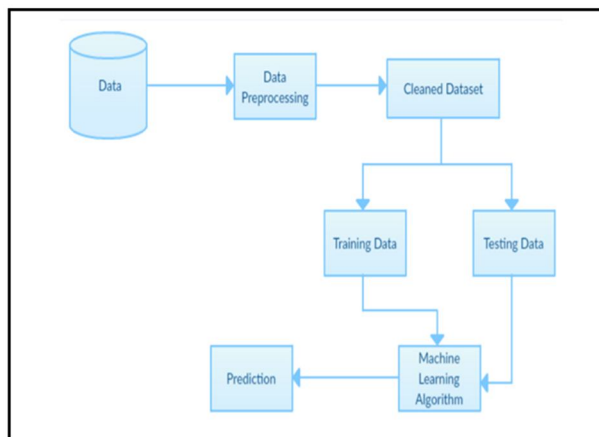 Data
Data
Preprocessing
Cleaned Dataset
Training Data
Testing Data
Prediction
Machine
Learning
Algorithm